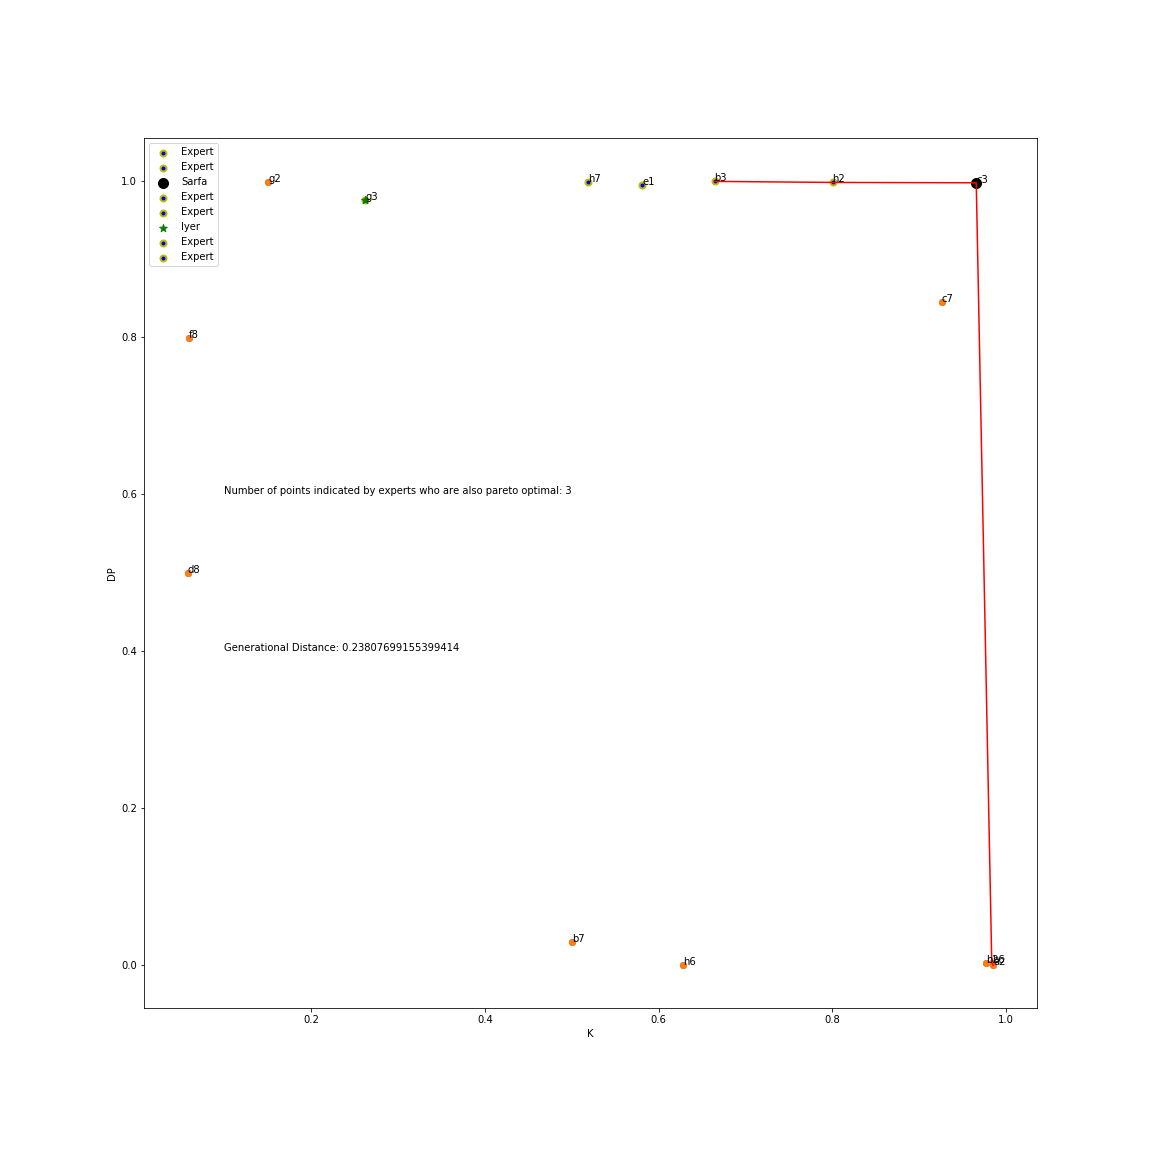 Expert
Expert
Sarfa
Expert
Expert
Iyer
Expert
Expert
g2
g3
h7
e1
b3
h2
c3
c7
f8
d8
Number of points indicated by experts who are also pareto optimal: 3
Generational Distance: 0.23807699155399414
b7
h6
1.0
0.8
0.6
0.4
0.2
0.0
DP
0.2
0.4
0.6
0.8
1.0
K